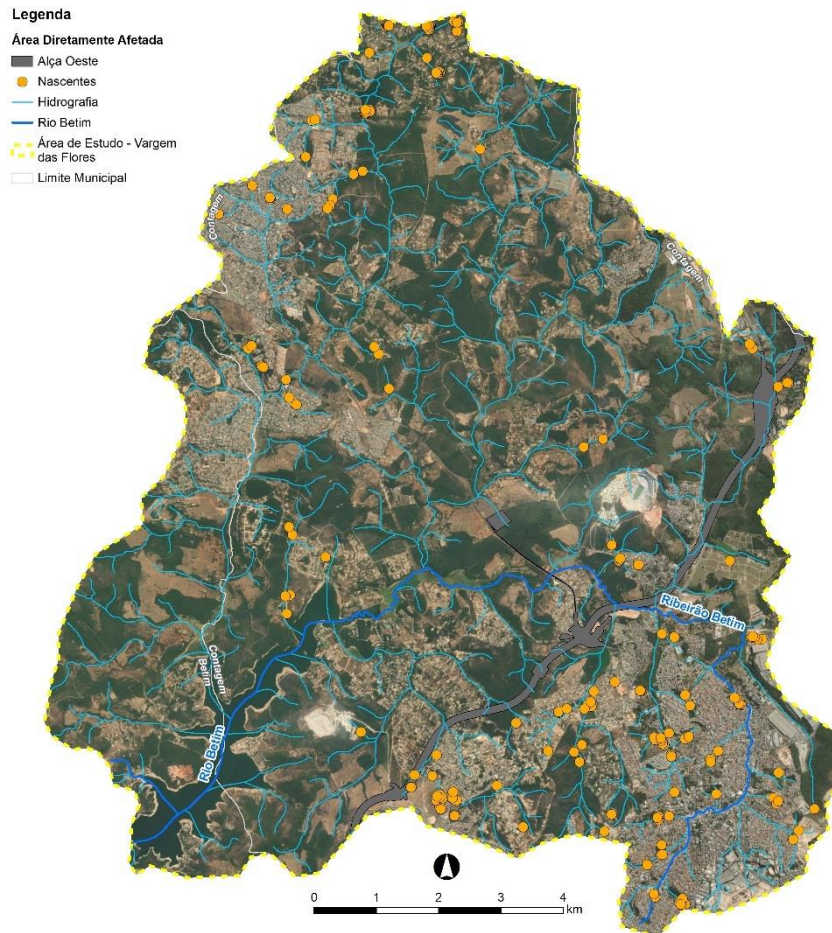 Legenda
Área Diretamente Afetada
Alça Oeste
Nascentes
Hidrografia
Rio Betim
Área de Estudo - Vargem
das Flores
Limite Municipal
Contagem
Contagem
Ribeirão Betim
Contagem
Betim
Rio Betim
0 1 2 3 4
km